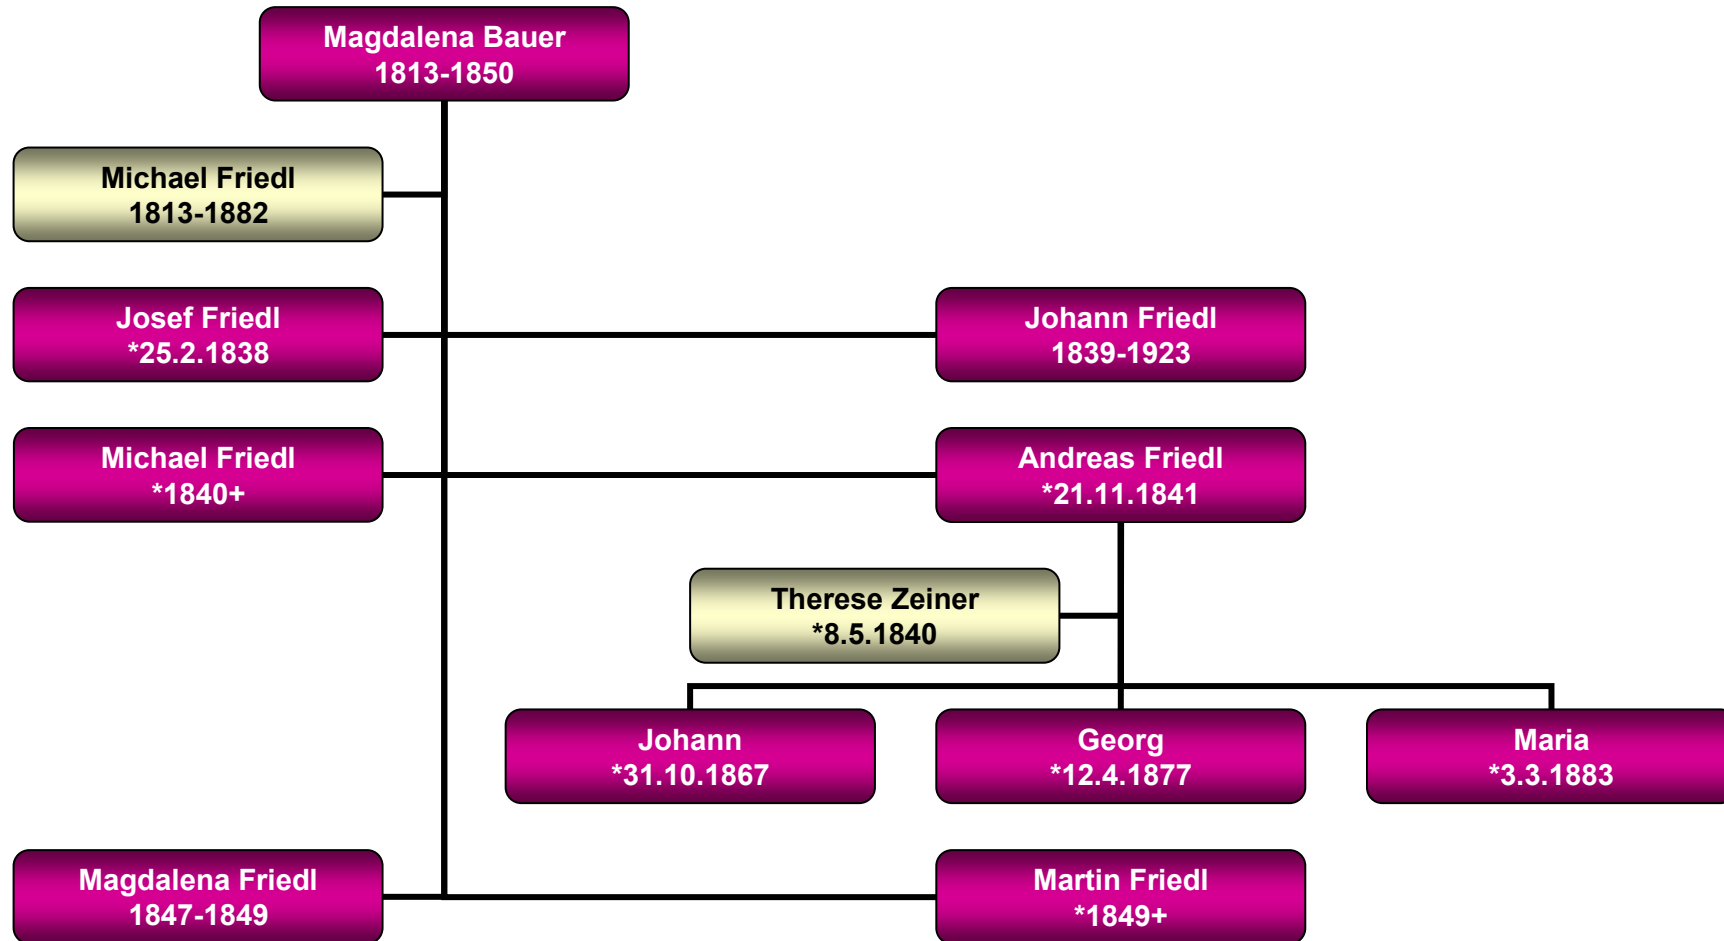 Magdalena Bauer
1813-1850
Michael Friedl
1813-1882
Josef Friedl
*25.2.1838
Johann Friedl
1839-1923
Michael Friedl
*1840+
Andreas Friedl
*21.11.1841
Therese Zeiner
*8.5.1840
Johann
*31.10.1867
Georg
*12.4.1877
Maria
*3.3.1883
Magdalena Friedl
1847-1849
Martin Friedl
*1849+